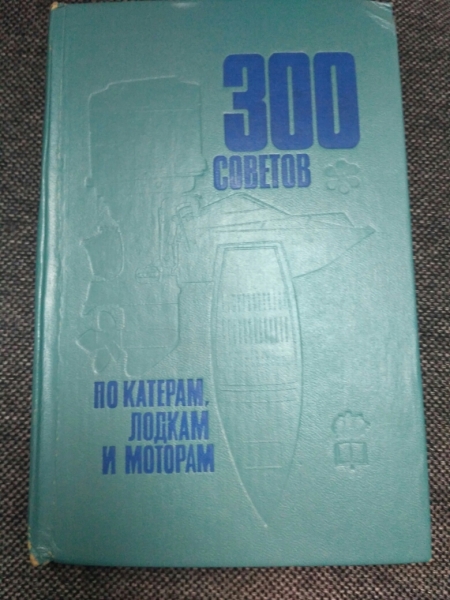 300
СОВЕТОВ
ПО КАТЕРАМ,
ЛОДКАМ
И МОТОРАМ